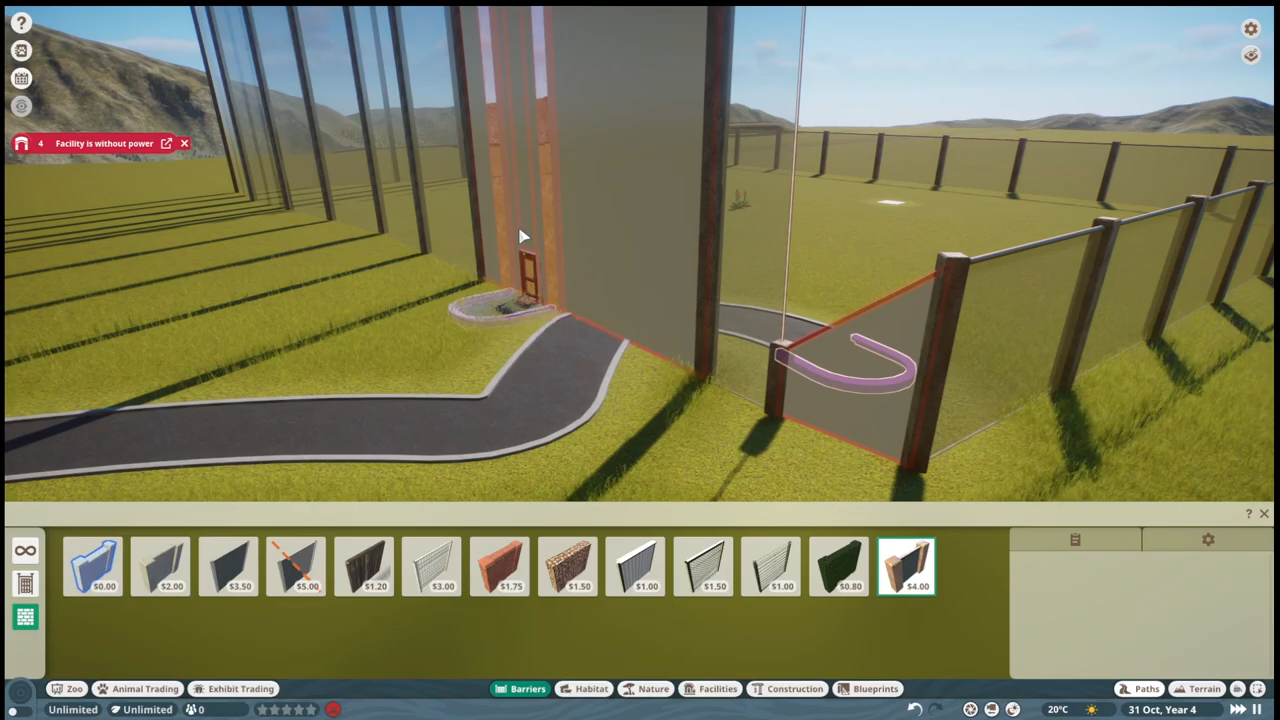 ?
4 Facility is without power
?
$0.00 $2.00 $3.50 $5.00 $1.20 $3.00 $1.75 $1.50 $1.00 $1.50 $1.00 $0.80 $4.00
Zoo Animal Trading Exhibit Trading Barriers Habitat Nature Facilities Construction Blueprints Paths Terrain
Unlimited Unlimited 0 20°C 31 Oct, Year 4